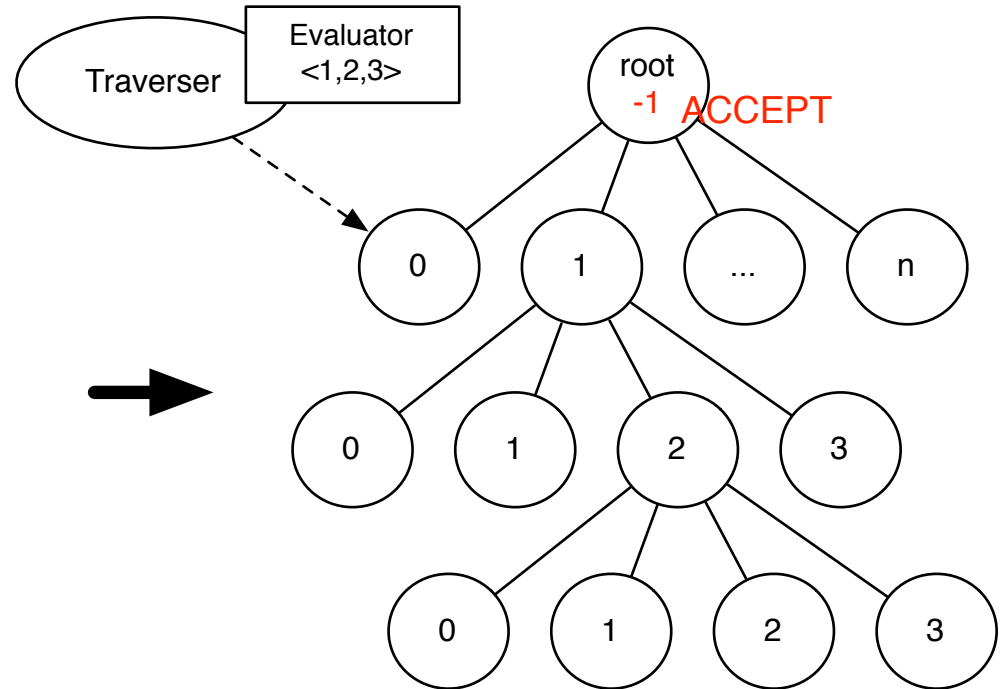 Traverser
Evaluator
<1,2,3>
root
-1 ACCEPT
0
1
...
n
0
1
2
3
0
1
2
3